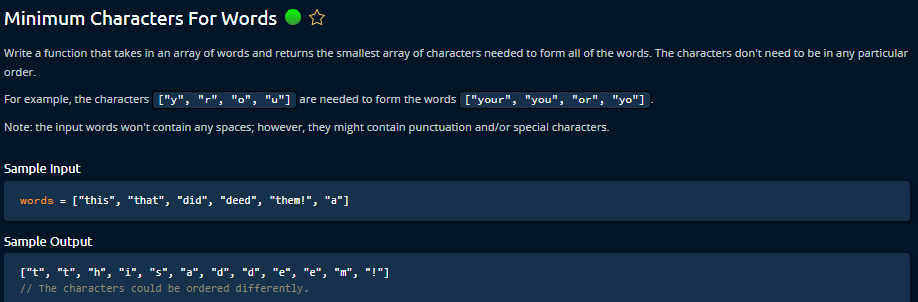 Minimum Characters For Words
Write a function that takes in an array of words and returns the smallest array of characters needed to form all of the words. The characters don't need to be in any particular
order.
For example, the characters ["y", "r", "o", "u"] are needed to form the words ["your", "you", "or", "yo"] .
Note: the input words won't contain any spaces; however, they might contain punctuation and/or special characters.
Sample Input
words = ["this", "that", "did", "deed", "them!", "a"]
Sample Output
["t", "t", "h", "i", "s", "a", "d", "d", "e", "e", "m", "!"]
// The characters could be ordered differently.